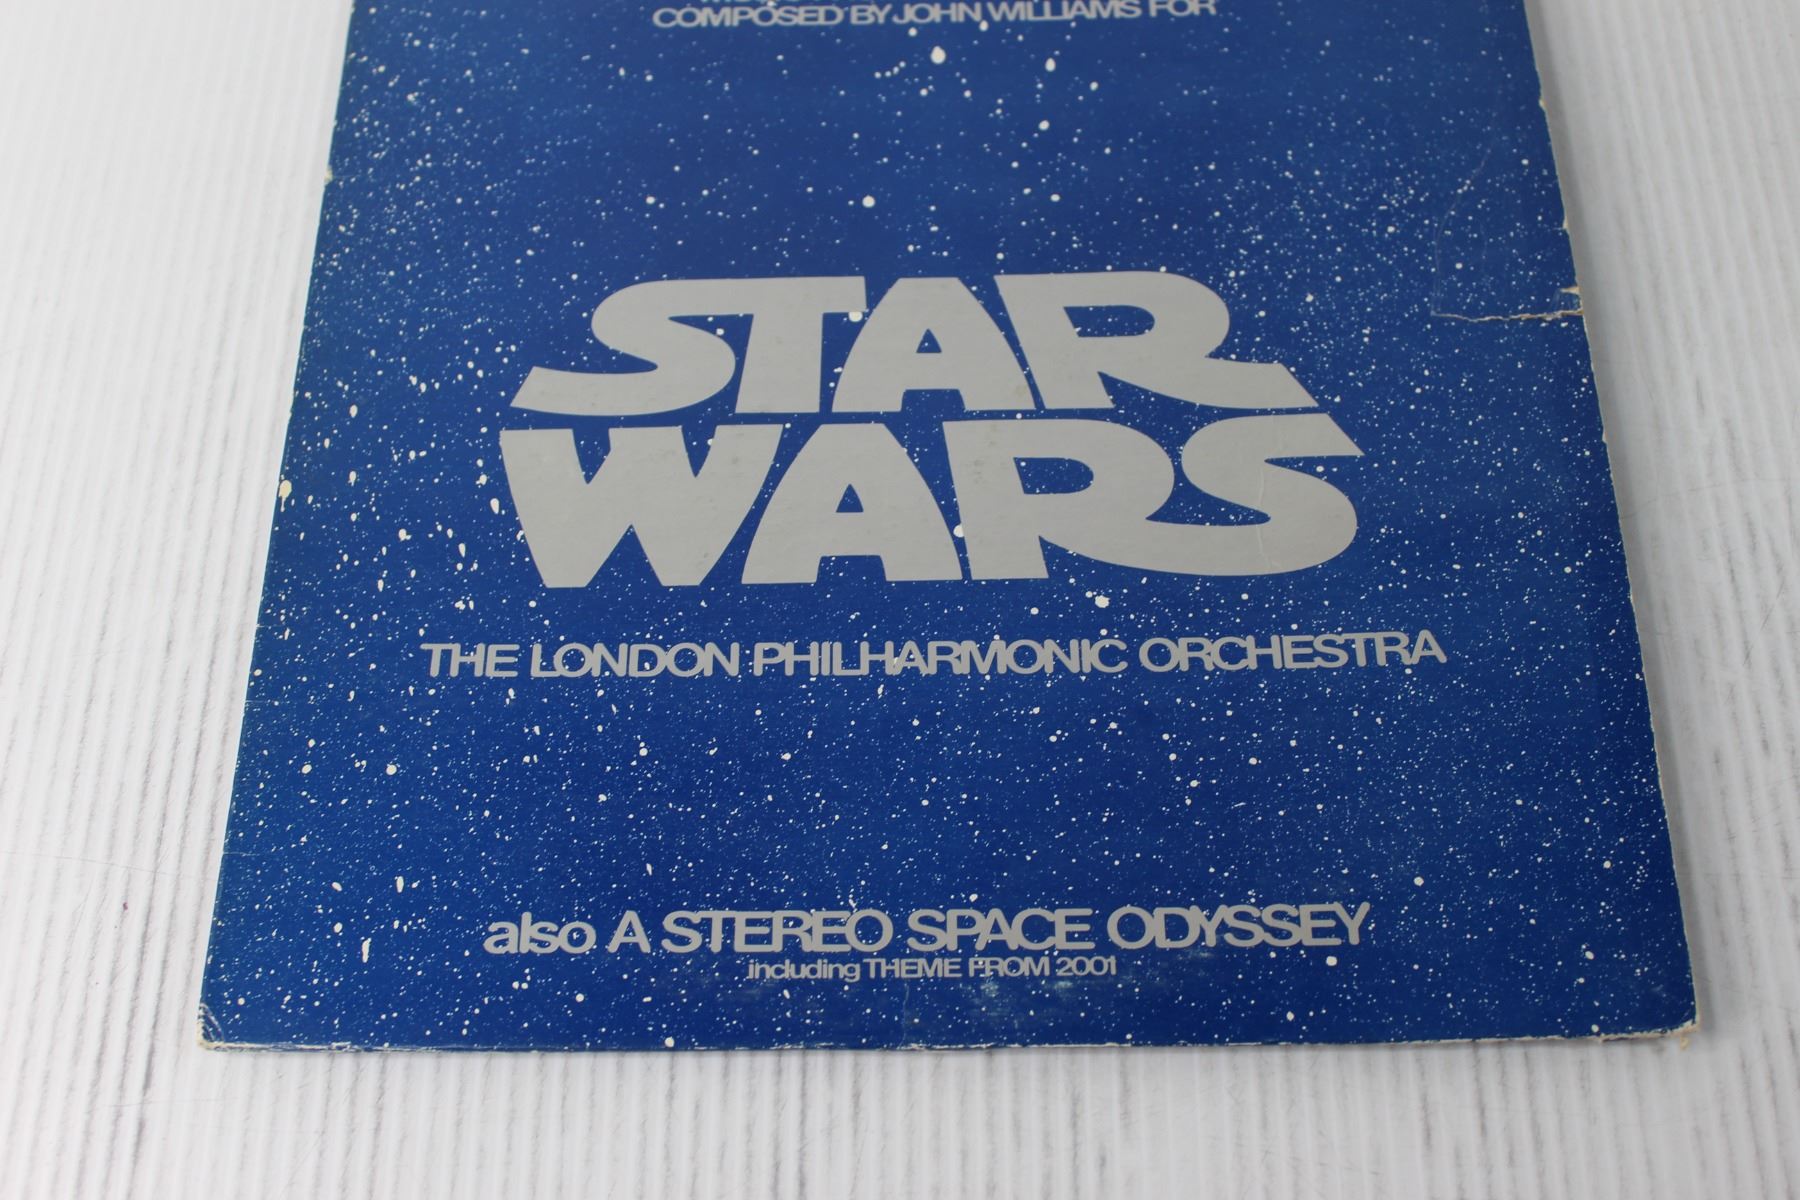 COMPOSED BY JOHN WILLIAMS FOR
STAR
WARS
THE LONDON PHILHARMONIC ORCHESTRA
also A STEREO SPACE ODYSSEY
including THEME FROM 2001